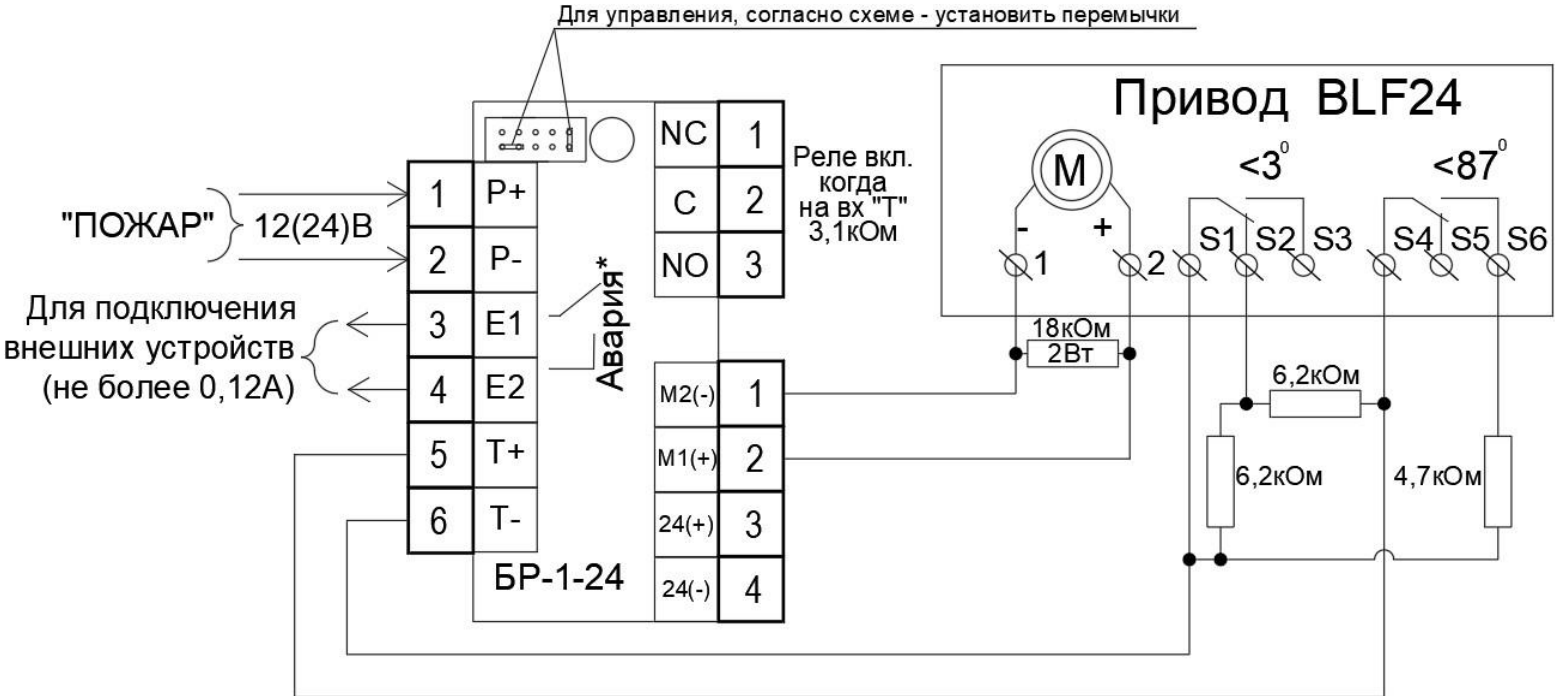 Для управления, согласно схеме - установить перемычки
Привод BLF24
"ПОЖАР" 12(24)В
Для подключения
внешних устройств
(не более 0,12А)
1 P+
2 P-
3 E1
4 E2
5 T+
6 T-
Авария*
БР-1-24
NC 1
C 2
NO 3
Реле вкл.
когда
на вх "Т"
3,1кОм
M2(-) 1
M1(+) 2
24(+) 3
24(-) 4
M
- +
<3⁰
<87⁰
1 2 S1 S2 S3 S4 S5 S6
18кОм
2Вт
6,2кОм
6,2кОм
4,7кОм